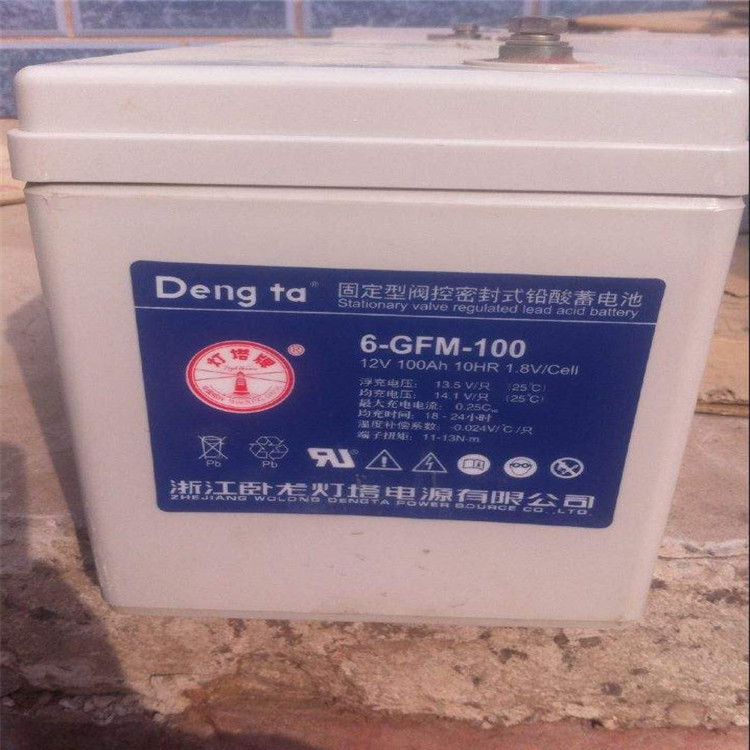 Deng ta®
固定型阀控密封式铅酸蓄电池
Stationary valve regulated lead acid battery
6-GFM-100
12V 100Ah 10HR 1.8V/Cell
灯塔牌
®
浮充电压: 13.5V/只 (25℃)
均充电压: 14.1V/只 (25℃)
最大充电电流: 0.25C₁₀
均充时间: 18-24小时
温度补偿系数: -0.024V/℃/只
端子扭矩: 11-13N·m
Pb
Pb
浙江卧龙灯塔电源有限公司
ZHEJIANG WOLONG DENGTA POWER SOURCE CO.,LTD.